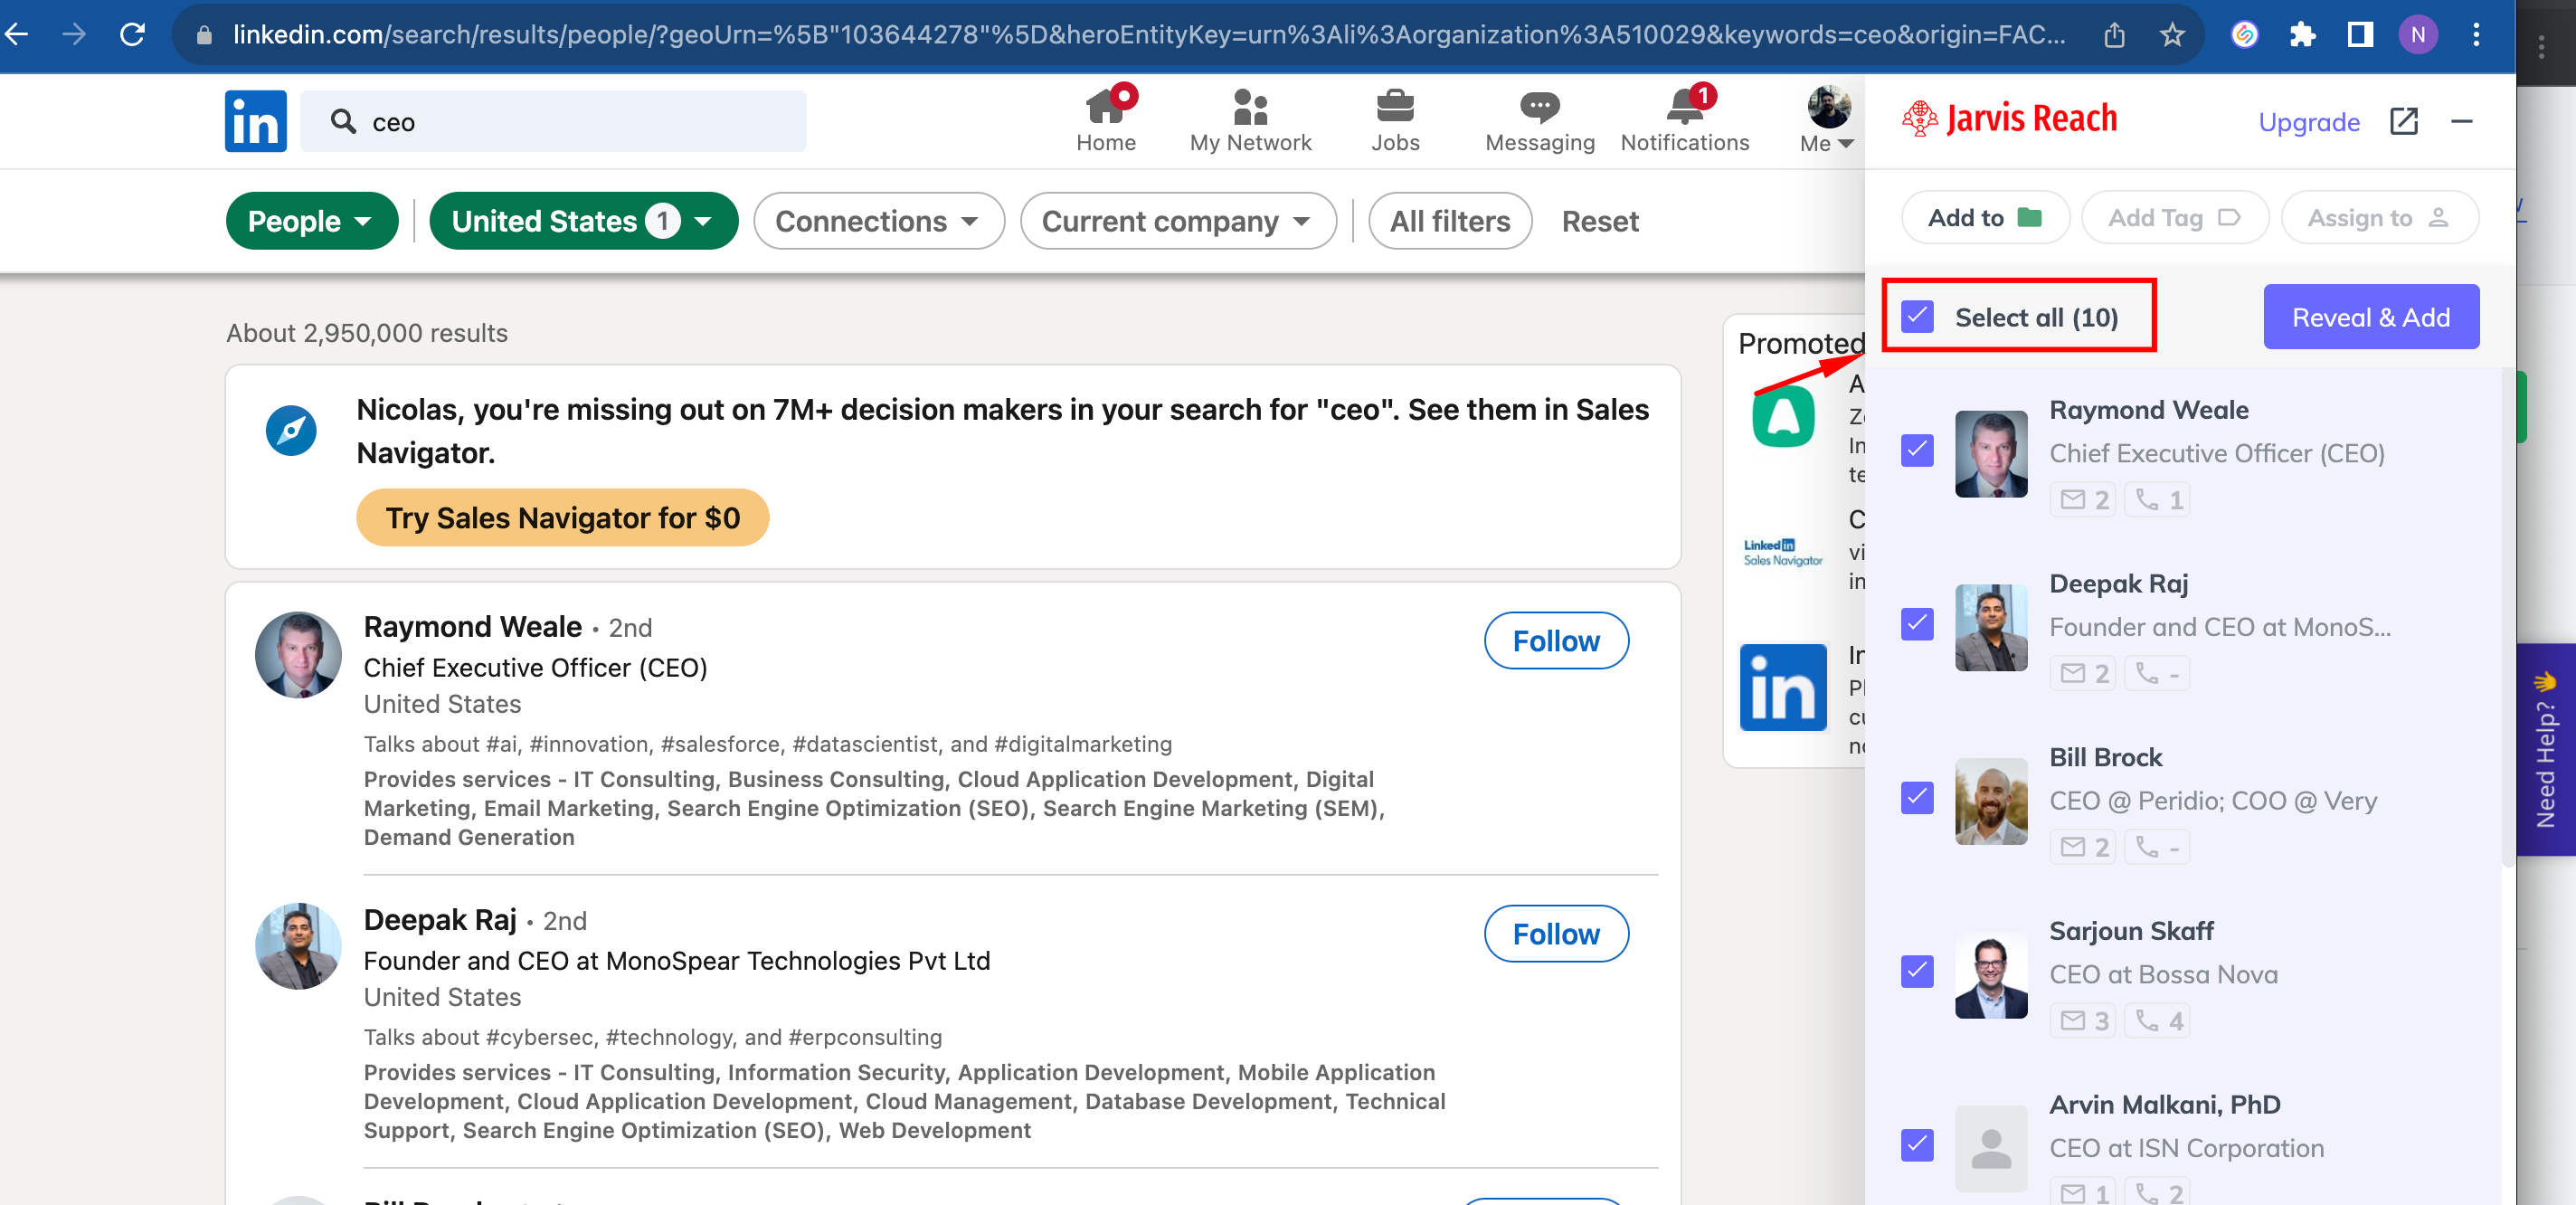 linkedin.com/search/results/people/?geoUrn=%5B"103644278"%5D&heroEntityKey=urn%3Ali%3Aorganization%3A510029&keywords=ceo&origin=FAC...
N
in
ceo
Home
My Network
Jobs
Messaging
1
Notifications
Me
People
United States 1
Connections
Current company
All filters
Reset
About 2,950,000 results
Nicolas, you're missing out on 7M+ decision makers in your search for "ceo". See them in Sales
Navigator.
Try Sales Navigator for $0
Raymond Weale • 2nd
Follow
Chief Executive Officer (CEO)
United States
Talks about #ai, #innovation, #salesforce, #datascientist, and #digitalmarketing
Provides services - IT Consulting, Business Consulting, Cloud Application Development, Digital
Marketing, Email Marketing, Search Engine Optimization (SEO), Search Engine Marketing (SEM),
Demand Generation
Deepak Raj • 2nd
Follow
Founder and CEO at MonoSpear Technologies Pvt Ltd
United States
Talks about #cybersec, #technology, and #erpconsulting
Provides services - IT Consulting, Information Security, Application Development, Mobile Application
Development, Cloud Application Development, Cloud Management, Database Development, Technical
Support, Search Engine Optimization (SEO), Web Development
Promoted
Linked in
Sales Navigator
in
Jarvis Reach
Upgrade
Add to
Add Tag
Assign to
Select all (10)
Reveal & Add
Raymond Weale
Chief Executive Officer (CEO)
2 1
Deepak Raj
Founder and CEO at MonoS...
2 -
Bill Brock
CEO @ Peridio; COO @ Very
2 -
Sarjoun Skaff
CEO at Bossa Nova
3 4
Arvin Malkani, PhD
CEO at ISN Corporation
1 2
Need Help?